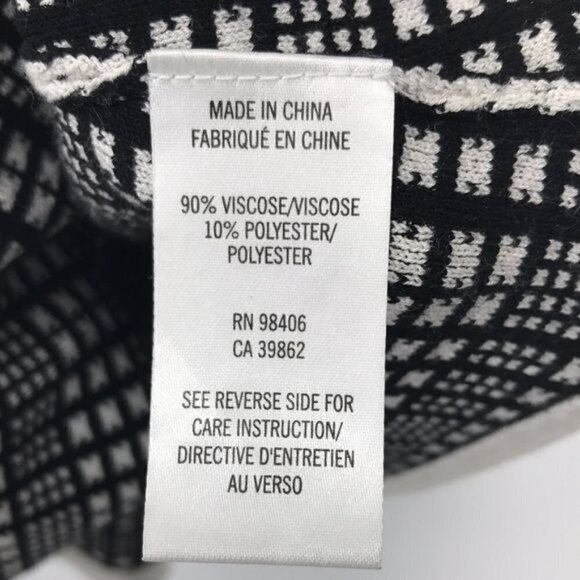 MADE IN CHINA
FABRIQUÉ EN CHINE
90% VISCOSE/VISCOSE
10% POLYESTER/
POLYESTER
RN 98406
CA 39862
SEE REVERSE SIDE FOR
CARE INSTRUCTION/
DIRECTIVE D'ENTRETIEN
AU VERSO